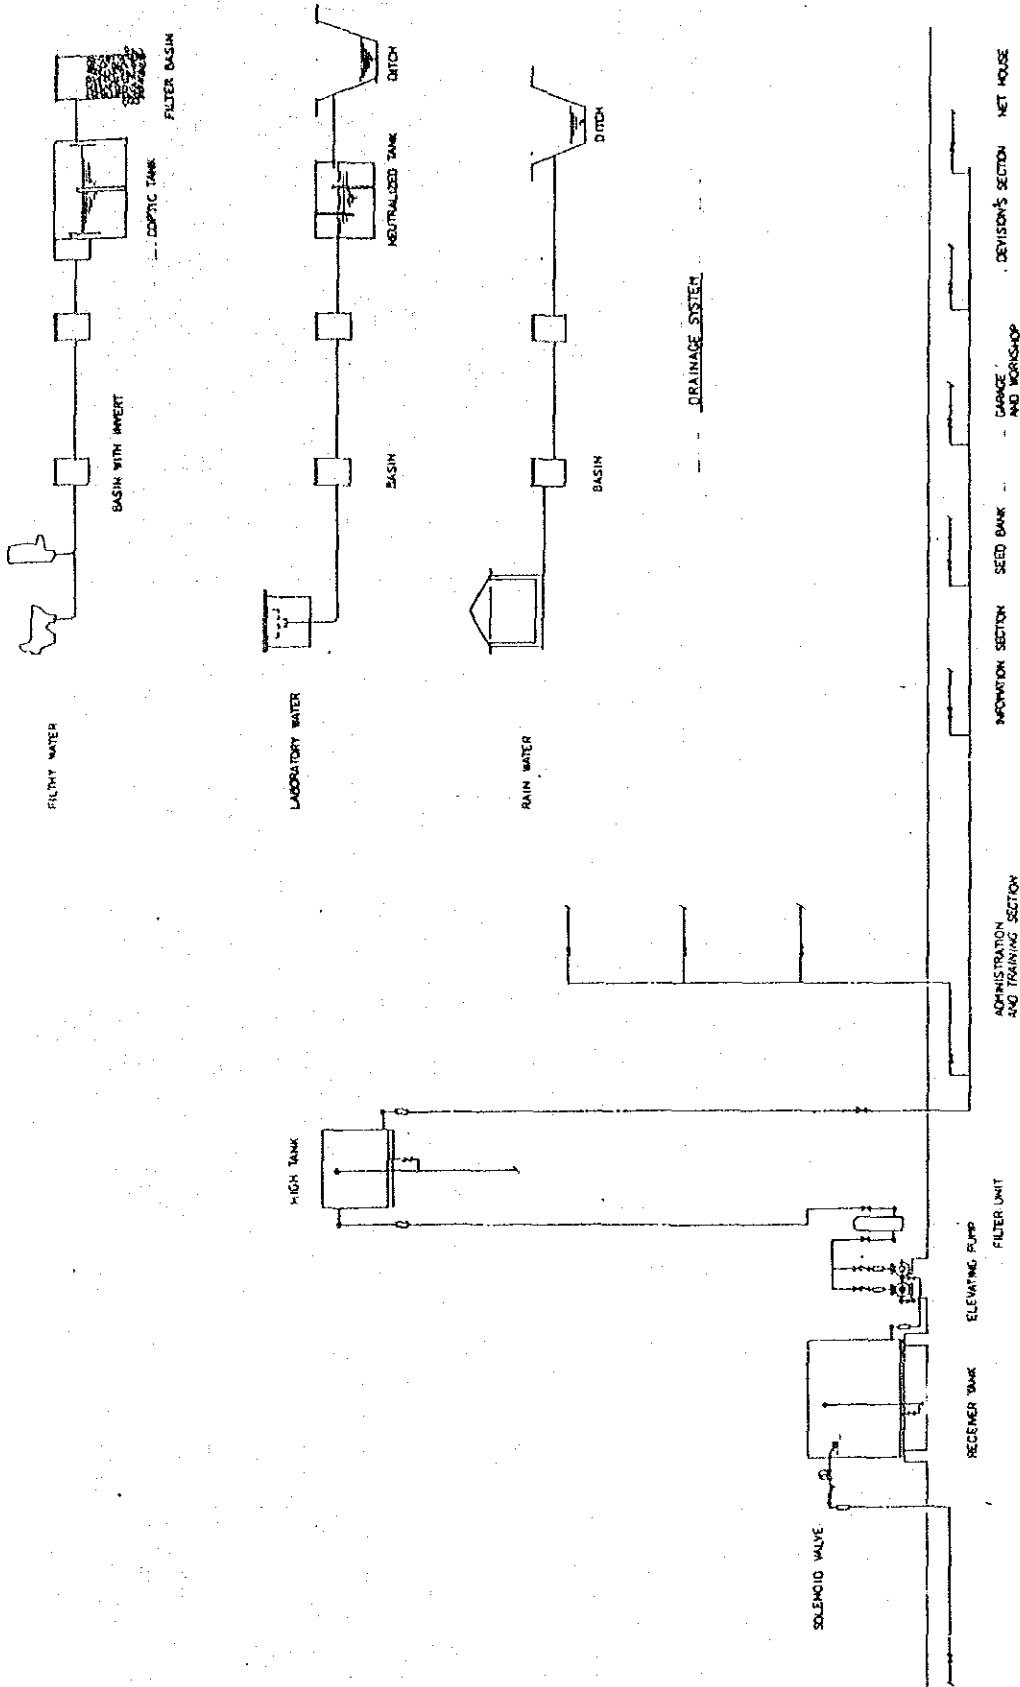 FILTHY WATER
BASIN WITH INVERT
COPTIC TANK
FILTER BASIN
LABORATORY WATER
BASIN
NEUTRALIZED TANK
DITCH
RAIN WATER
BASIN
DITCH
DRAINAGE SYSTEM
HIGH TANK
SOLENOID VALVE
RECEIVER TANK
ELEVATING PUMP
FILTER UNIT
ADMINISTRATION
AND TRAINING SECTION
INFOMATION SECTION
SEED BANK
GARAGE
AND WORKSHOP
DEVISION'S SECTION
NET HOUSE